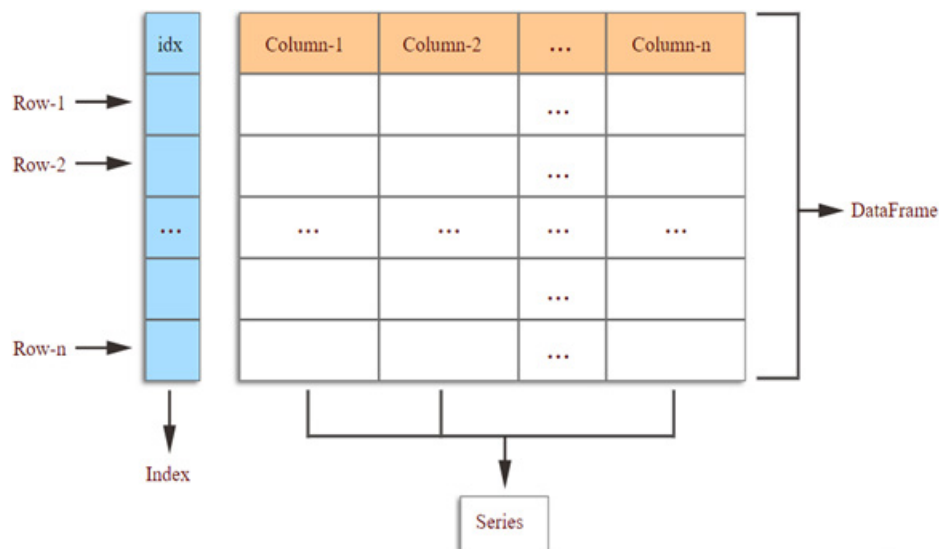 idx Column-1 Column-2 ... Column-n
Row-1 ...
Row-2 ...
... ... ... ... ...
...
Row-n ...
DataFrame
Index
Series